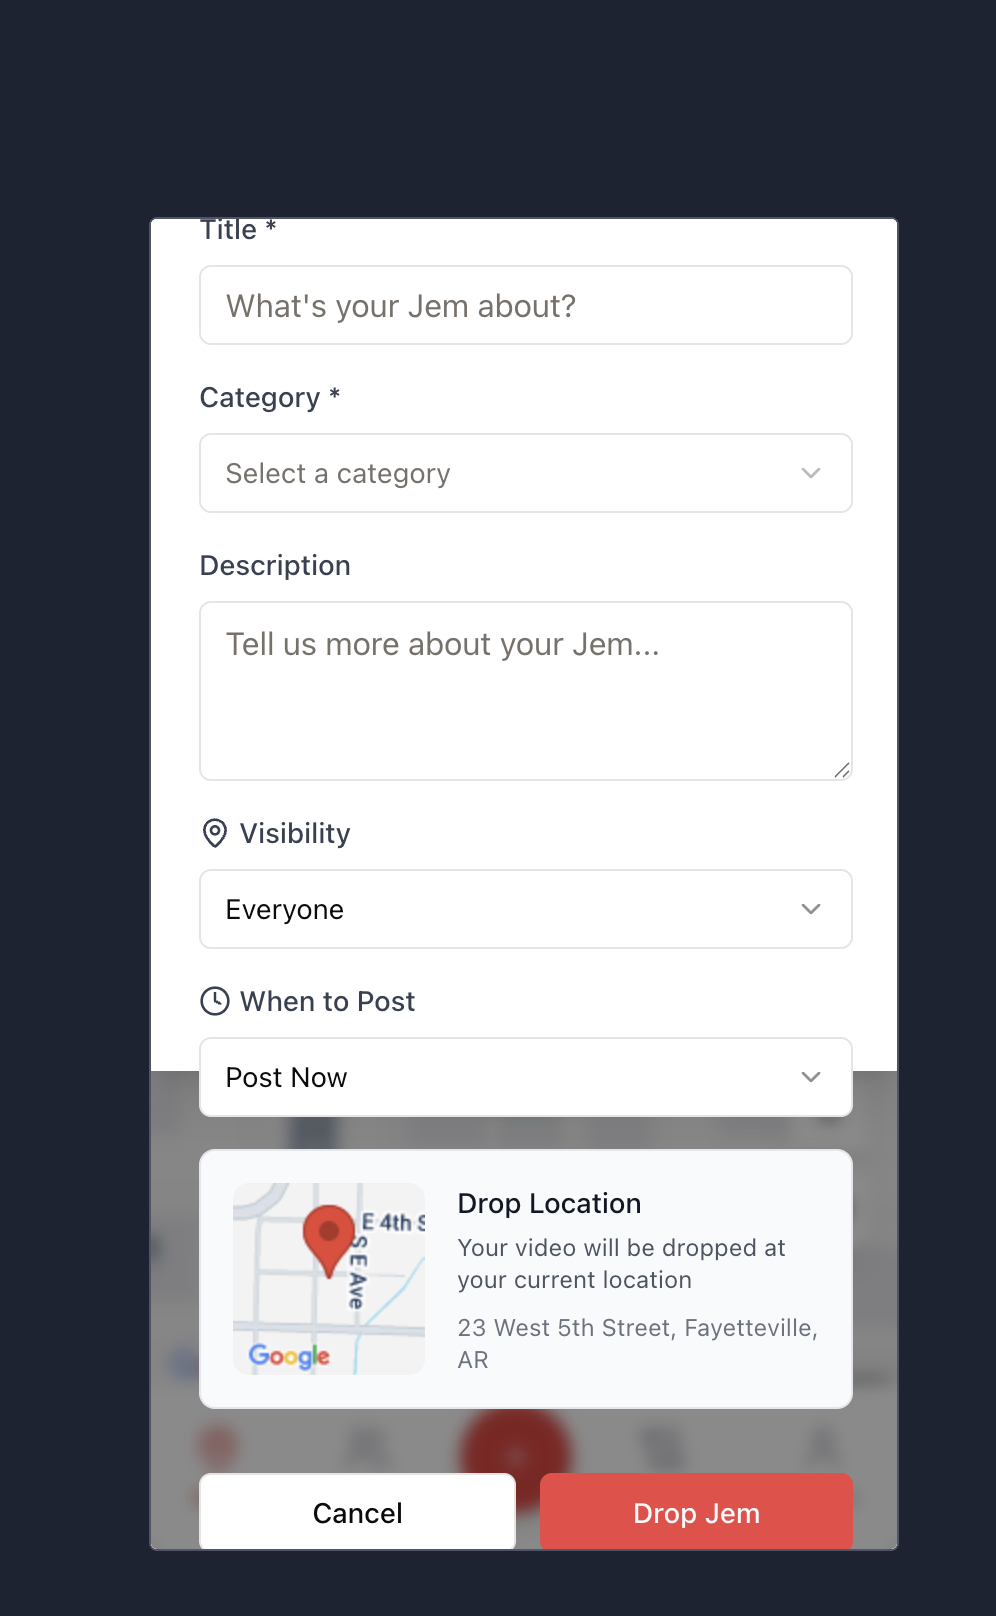 Title *
What's your Jem about?
Category *
Select a category
Description
Tell us more about your Jem...
Visibility
Everyone
When to Post
Post Now
E 4th S
S E Ave
Google
Drop Location
Your video will be dropped at
your current location
23 West 5th Street, Fayetteville,
AR
Cancel
Drop Jem